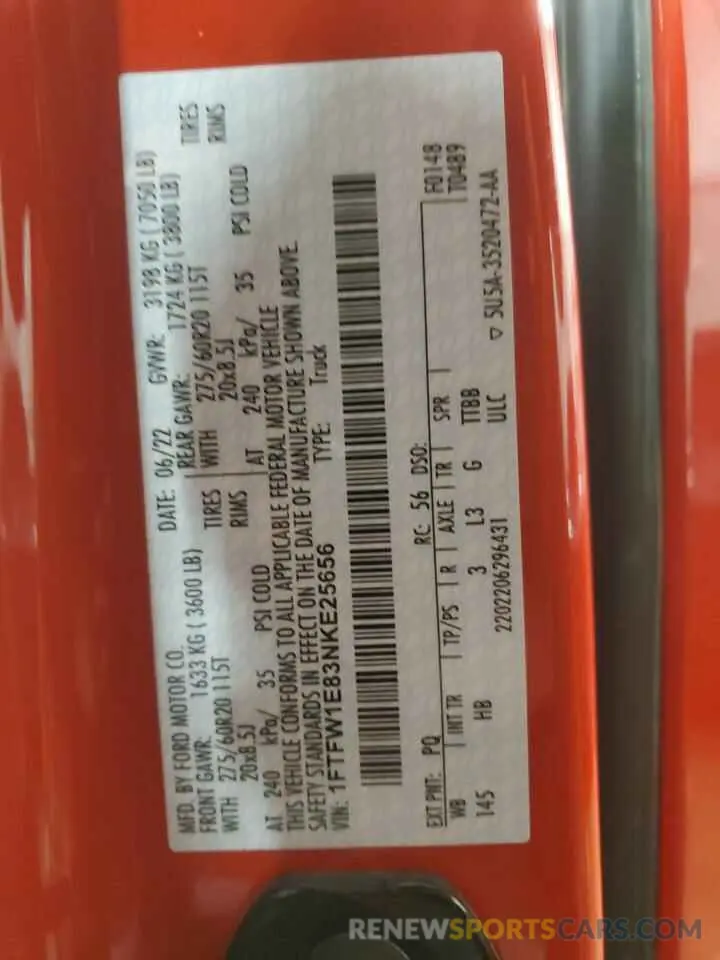 MFD. BY FORD MOTOR CO. DATE: 06/22 GVWR: 3198 KG ( 7050 LB)
FRONT GAWR: 1633 KG ( 3600 LB) REAR GAWR: 1724 KG ( 3800 LB)
WITH 275/60R20 115T TIRES WITH 275/60R20 115T TIRES
20x8.5J RIMS 20x8.5J RIMS
AT 240 kPa/ 35 PSI COLD AT 240 kPa/ 35 PSI COLD
THIS VEHICLE CONFORMS TO ALL APPLICABLE FEDERAL MOTOR VEHICLE
SAFETY STANDARDS IN EFFECT ON THE DATE OF MANUFACTURE SHOWN ABOVE.
VIN: 1FTFW1E83NKE25656 TYPE: Truck
EXT PNT: PQ RC: 56 DSO: F0148
WB INT TR TP/PS R AXLE TR SPR T0489
145 HB 3 L3 G TTBB
2202206296431 ULC ▽ 5U5A-3520472-AA
RENEWSPORTSCARS.COM